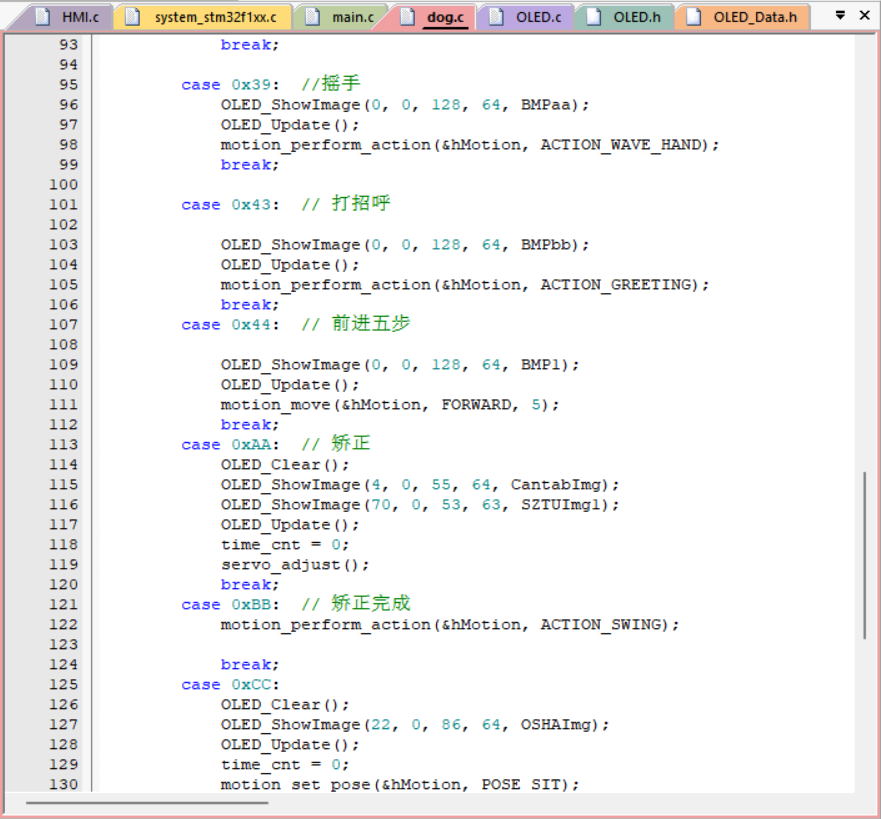 HMI.c system_stm32f1xx.c main.c dog.c OLED.c OLED.h OLED_Data.h
93 break;
94
95 case 0x39: //摇手
96 OLED_ShowImage(0, 0, 128, 64, BMPaa);
97 OLED_Update();
98 motion_perform_action(&hMotion, ACTION_WAVE_HAND);
99 break;
100
101 case 0x43: // 打招呼
102
103 OLED_ShowImage(0, 0, 128, 64, BMPbb);
104 OLED_Update();
105 motion_perform_action(&hMotion, ACTION_GREETING);
106 break;
107 case 0x44: // 前进五步
108
109 OLED_ShowImage(0, 0, 128, 64, BMP1);
110 OLED_Update();
111 motion_move(&hMotion, FORWARD, 5);
112 break;
113 case 0xAA: // 矫正
114 OLED_Clear();
115 OLED_ShowImage(4, 0, 55, 64, CantabImg);
116 OLED_ShowImage(70, 0, 53, 63, SZTUImg1);
117 OLED_Update();
118 time_cnt = 0;
119 servo_adjust();
120 break;
121 case 0xBB: // 矫正完成
122 motion_perform_action(&hMotion, ACTION_SWING);
123
124 break;
125 case 0xCC:
126 OLED_Clear();
127 OLED_ShowImage(22, 0, 86, 64, OSHAImg);
128 OLED_Update();
129 time_cnt = 0;
130 motion_set_pose(&hMotion, POSE_SIT);